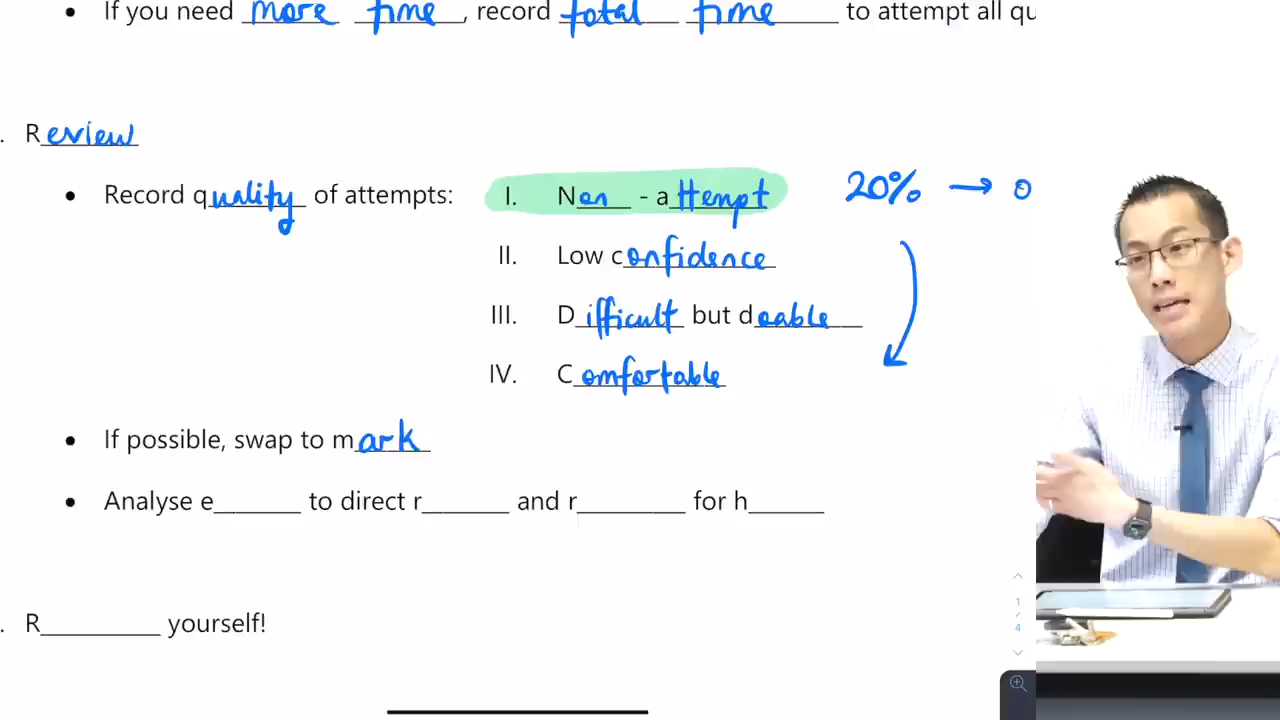 • If you need more time, record total time to attempt all qu
. Review
• Record quality of attempts: I. Non - attempt 20% → 0
II. Low confidence
III. Difficult but doable
IV. Comfortable
• If possible, swap to mark
• Analyse e_______ to direct r_______ and r_________ for h______
. R__________ yourself!
1
/
4